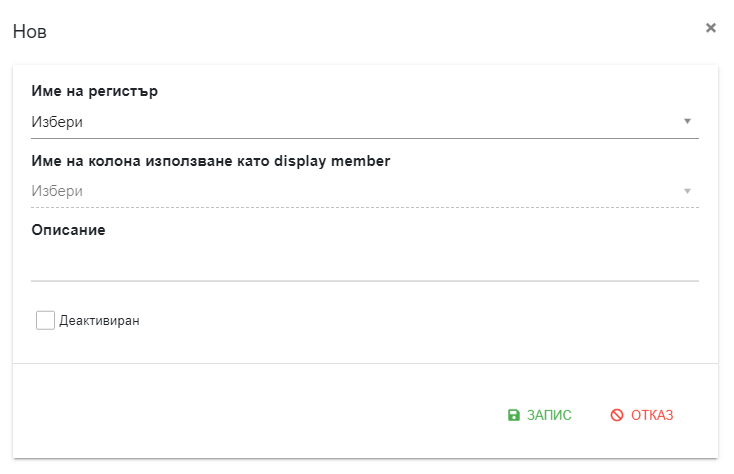 Нов
Име на регистър
Избери
Име на колона използване като display member
Избери
Описание
Деактивиран
ЗАПИС ОТКАЗ